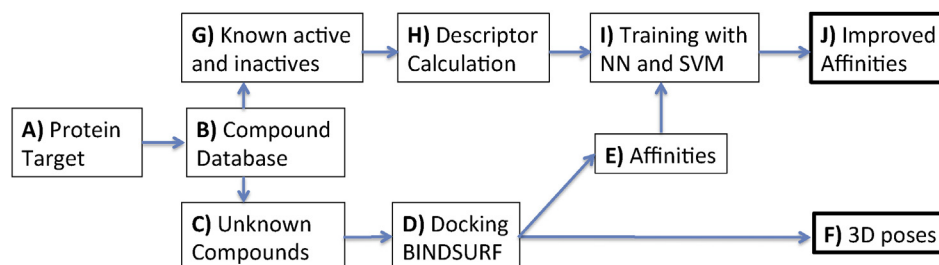 G) Known active
and inactives
H) Descriptor
Calculation
I) Training with
NN and SVM
J) Improved
Affinities
A) Protein
Target
B) Compound
Database
E) Affinities
C) Unknown
Compounds
D) Docking
BINDSURF
F) 3D poses